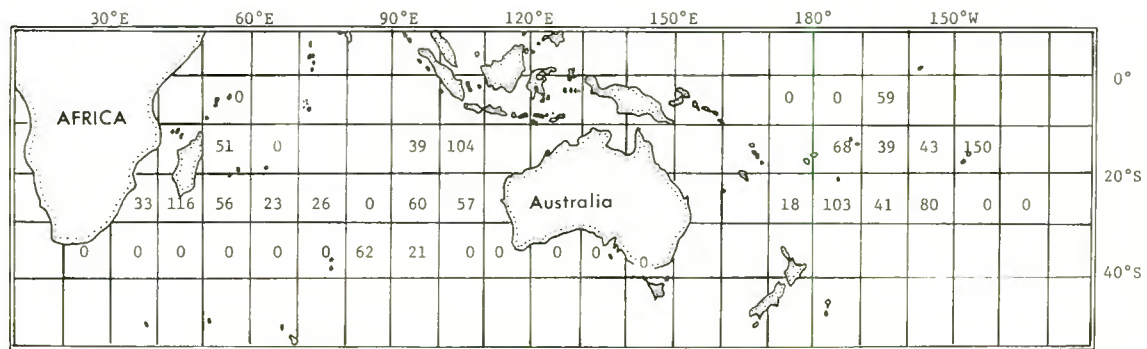 30°E 60°E 90°E 120°E 150°E 180° 150°W
0°
0 0 0 59
AFRICA
51 0 39 104 68 39 43 150
20°S
33 116 56 23 26 0 60 57 Australia 18 103 41 80 0 0
0 0 0 0 0 0 62 21 0 0 0 0 0
40°S